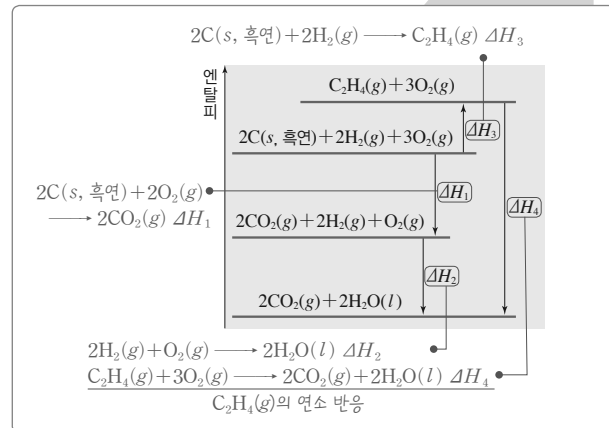 2C(s, 흑연)+2H₂(g) ⟶ C₂H₄(g) ΔH₃
엔탈피
C₂H₄(g)+3O₂(g)
ΔH₃
2C(s, 흑연)+2H₂(g)+3O₂(g)
2C(s, 흑연)+2O₂(g)
⟶ 2CO₂(g) ΔH₁
ΔH₁
ΔH₄
2CO₂(g)+2H₂(g)+O₂(g)
ΔH₂
2CO₂(g)+2H₂O(l)
2H₂(g)+O₂(g) ⟶ 2H₂O(l) ΔH₂
C₂H₄(g)+3O₂(g) ⟶ 2CO₂(g)+2H₂O(l) ΔH₄
C₂H₄(g)의 연소 반응